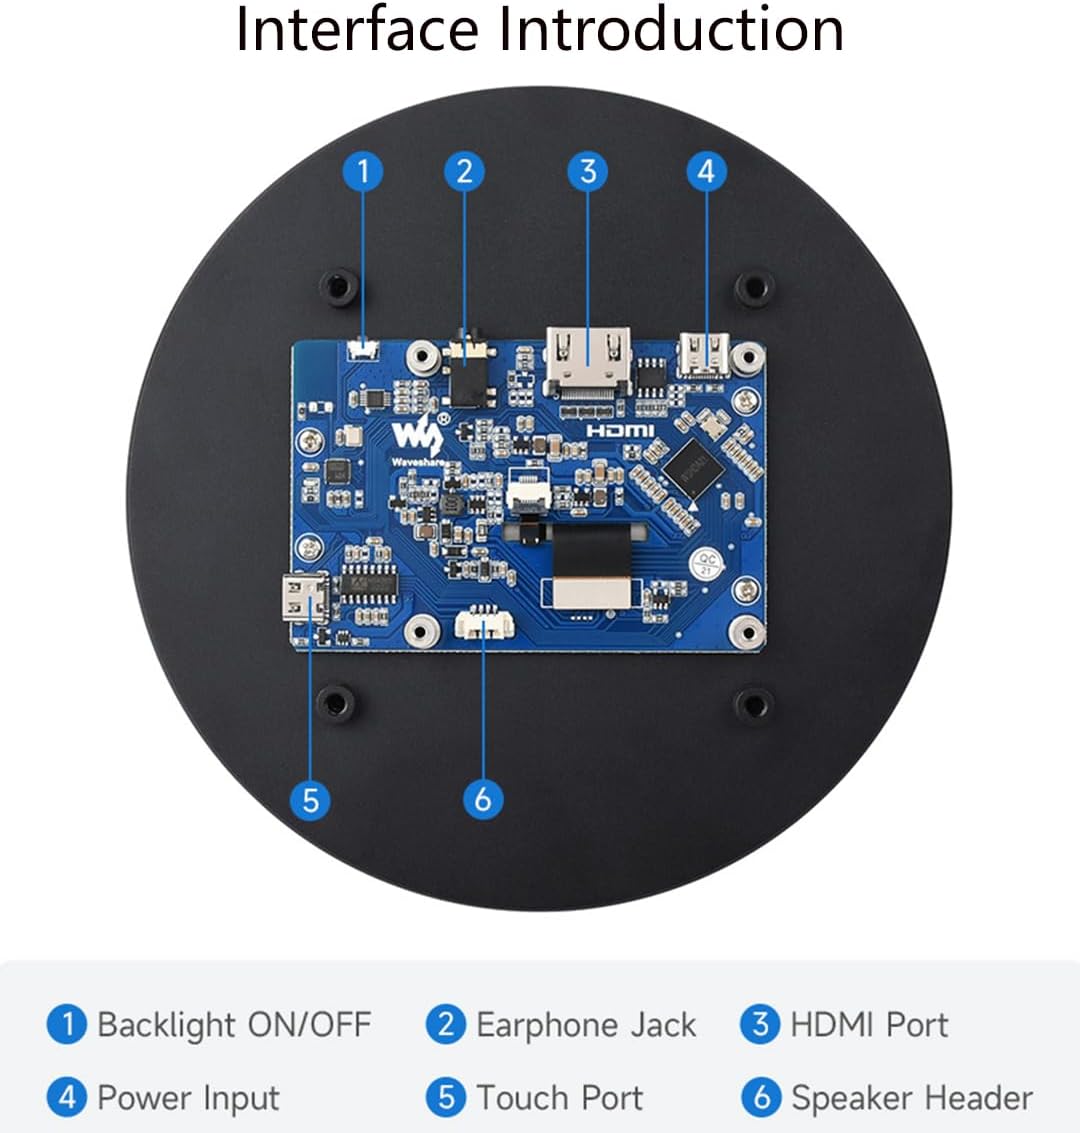 Interface Introduction
1 2 3 4
®
Waveshare
HDMI
QC
21
5 6
1 Backlight ON/OFF 2 Earphone Jack 3 HDMI Port
4 Power Input 5 Touch Port 6 Speaker Header